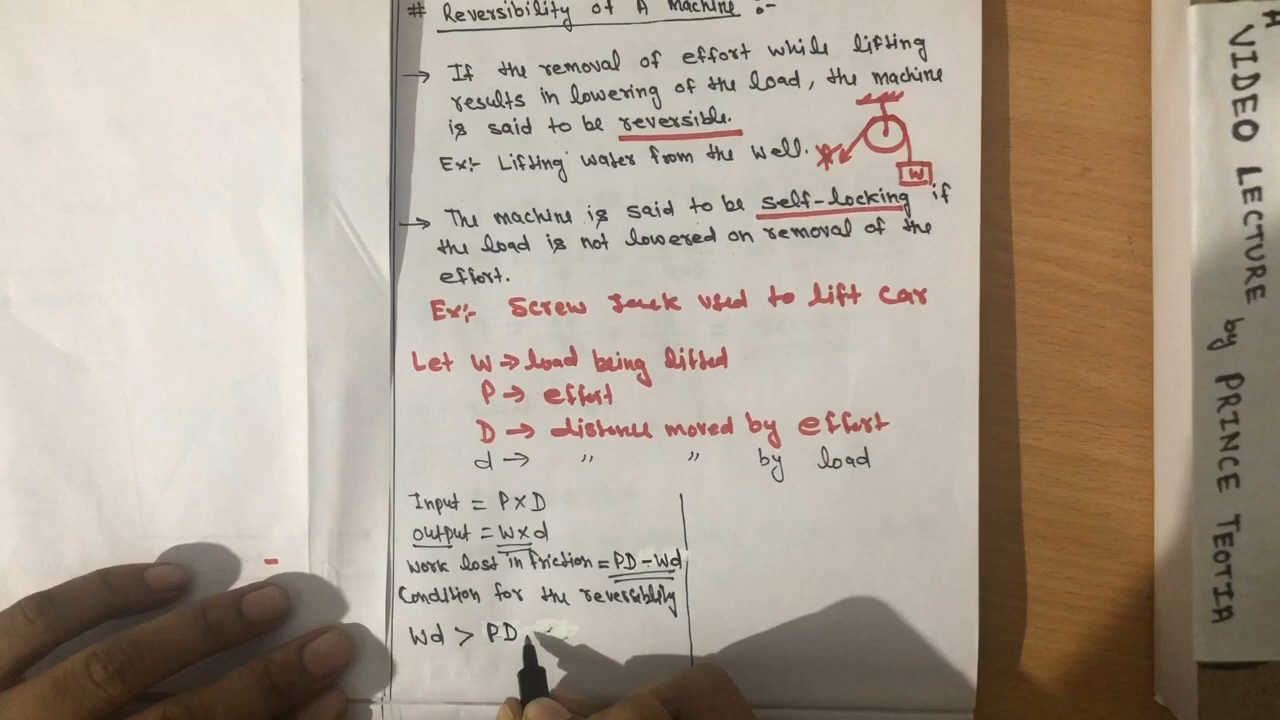 # Reversibility of A Machine :-
→ If the removal of effort while lifting
results in lowering of the load, the machine
is said to be reversible.
Ex:- Lifting water from the well.
W
→ The machine is said to be self-locking if
the load is not lowered on removal of the
effort.
Ex:- Screw Jack used to lift car
Let W → load being lifted
P → effort
D → distance moved by effort
d → " " by load
Input = P×D
output = W×d
Work lost in friction = PD-Wd
Condition for the reversiblity
Wd > PD
VIDEO LECTURE by PRINCE TEOTIA